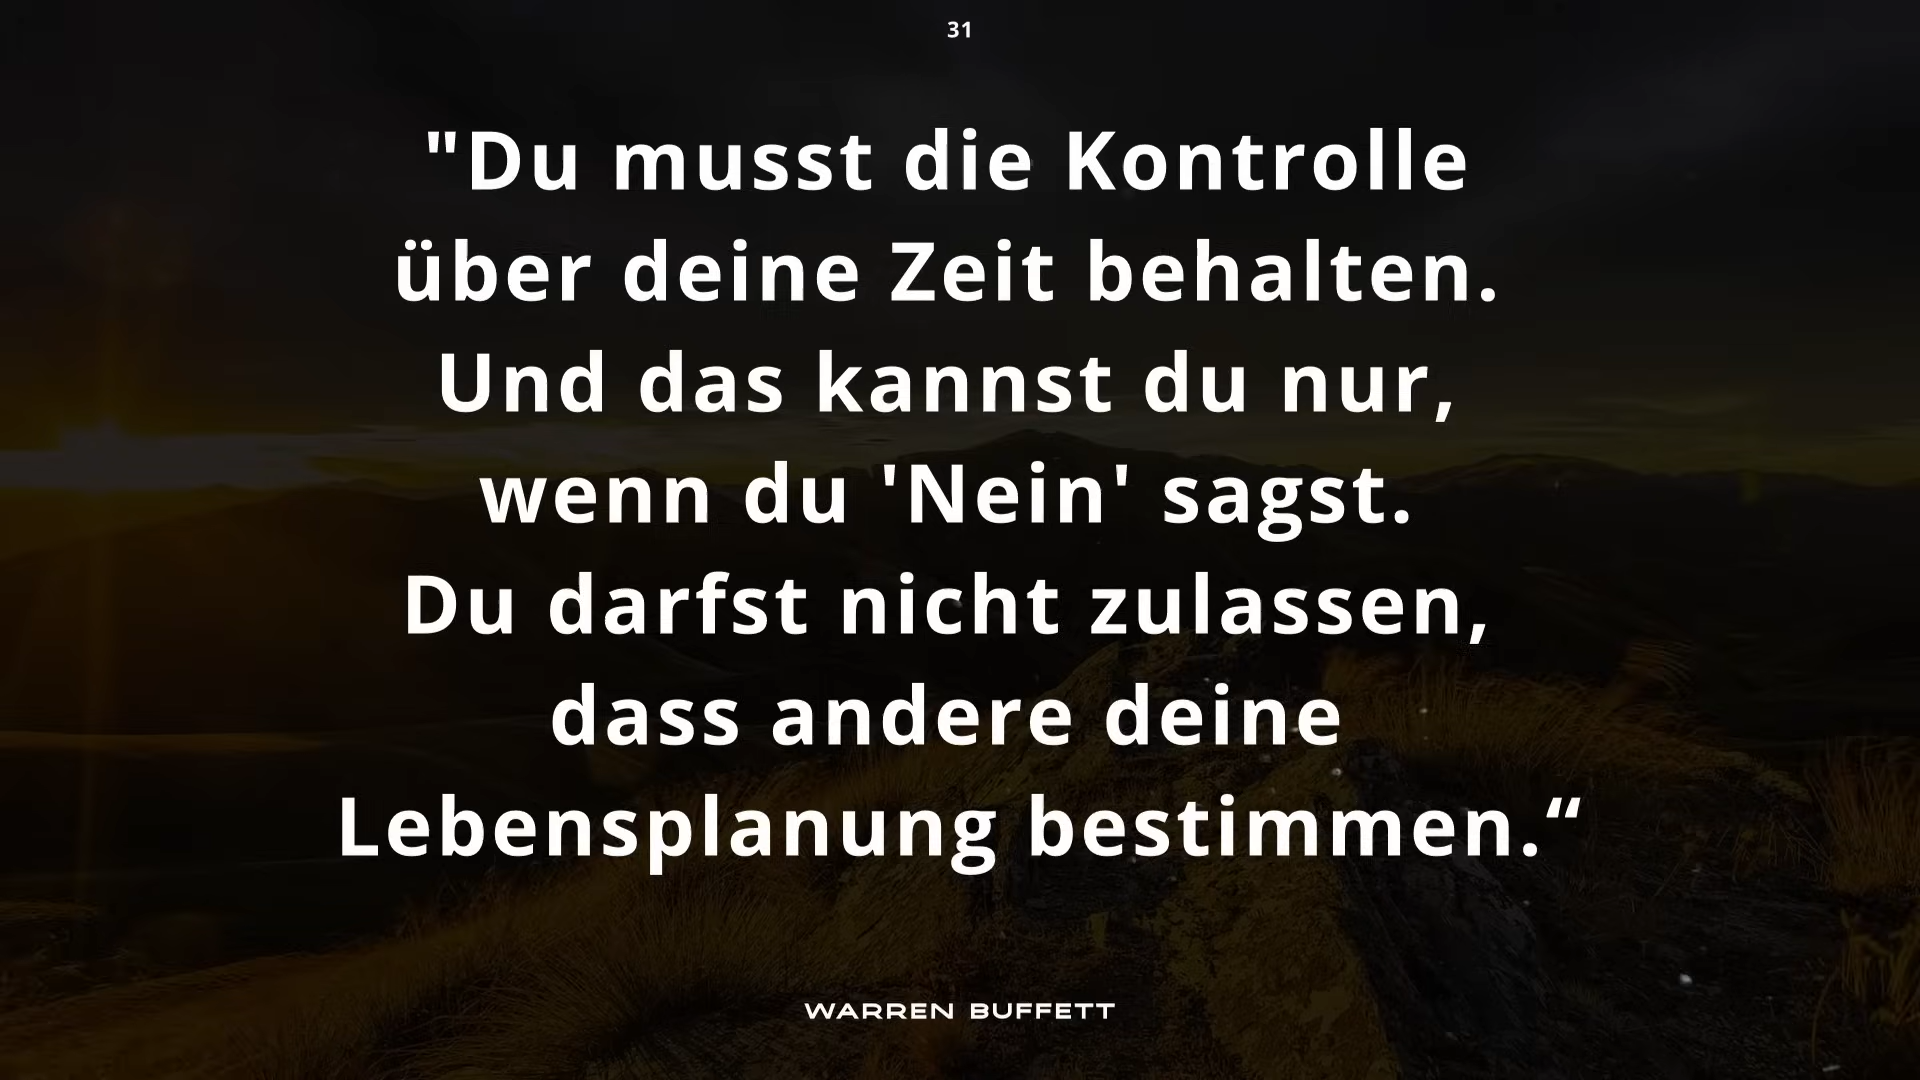 31
"Du musst die Kontrolle
über deine Zeit behalten.
Und das kannst du nur,
wenn du 'Nein' sagst.
Du darfst nicht zulassen,
dass andere deine
Lebensplanung bestimmen.“
WARREN BUFFETT